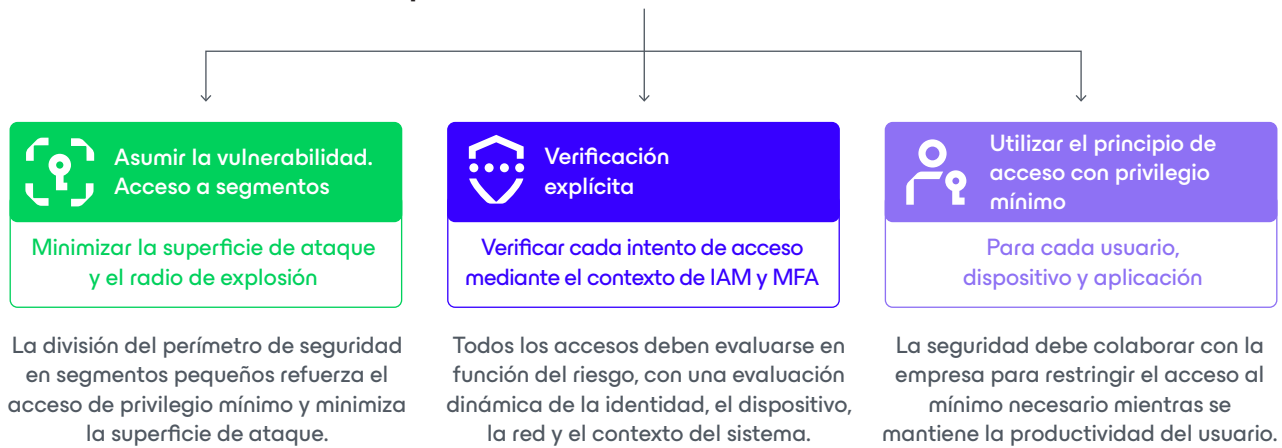 Asumir la vulnerabilidad.
Acceso a segmentos
Minimizar la superficie de ataque
y el radio de explosión
La división del perímetro de seguridad
en segmentos pequeños refuerza el
acceso de privilegio mínimo y minimiza
la superficie de ataque.
Verificación
explícita
Verificar cada intento de acceso
mediante el contexto de IAM y MFA
Todos los accesos deben evaluarse en
función del riesgo, con una evaluación
dinámica de la identidad, el dispositivo,
la red y el contexto del sistema.
Utilizar el principio de
acceso con privilegio
mínimo
Para cada usuario,
dispositivo y aplicación
La seguridad debe colaborar con la
empresa para restringir el acceso al
mínimo necesario mientras se
mantiene la productividad del usuario.